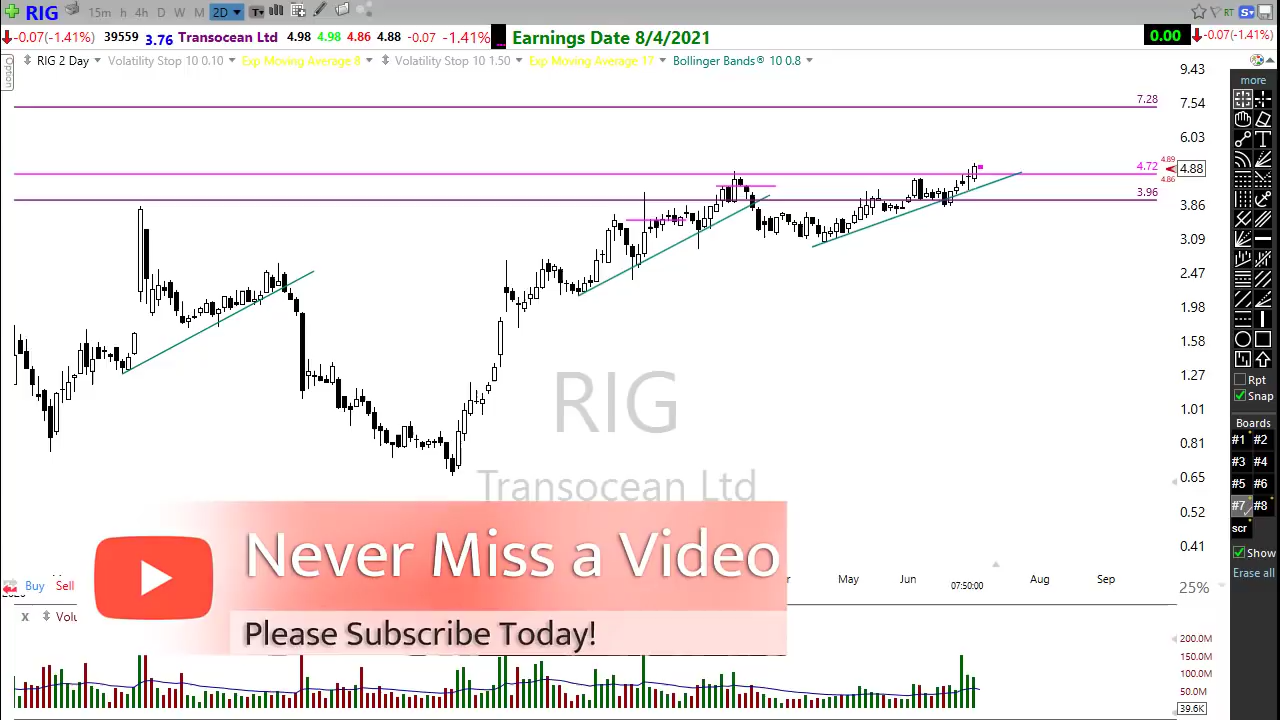 RIG 15m h 4h D W M 2D T RT S
-0.07(-1.41%) 39559 3.76 Transocean Ltd 4.98 4.98 4.86 4.88 -0.07 -1.41% Earnings Date 8/4/2021 0.00 -0.07(-1.41%)
Option RIG 2 Day Volatility Stop 10 0.10 Exp Moving Average 8 Volatility Stop 10 1.50 Exp Moving Average 17 Bollinger Bands® 10 0.8
9.43
more
7.28 7.54
6.03
4.72 4.89 4.88
4.86
3.96 3.86
3.09
2.47
1.98
1.58
1.27
Rpt
Snap
RIG
1.01
Boards
0.81
#1 #2
#3 #4
Transocean Ltd 0.65
#5 #6
#7 #8
0.52
scr
Never Miss a Video
0.41
Show
May Jun 07:50:00 Aug Sep
Erase all
Buy Sell 25%
x Volu
Please Subscribe Today!
200.0M
150.0M
100.0M
50.0M
39.6K